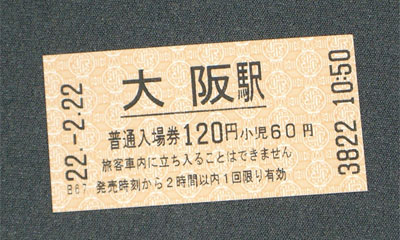 大阪駅
普通入場券120円小児60円
旅客車内に立ち入ることはできません
発売時刻から2時間以内1回限り有効
22.-2.22
B67
3822 10:50